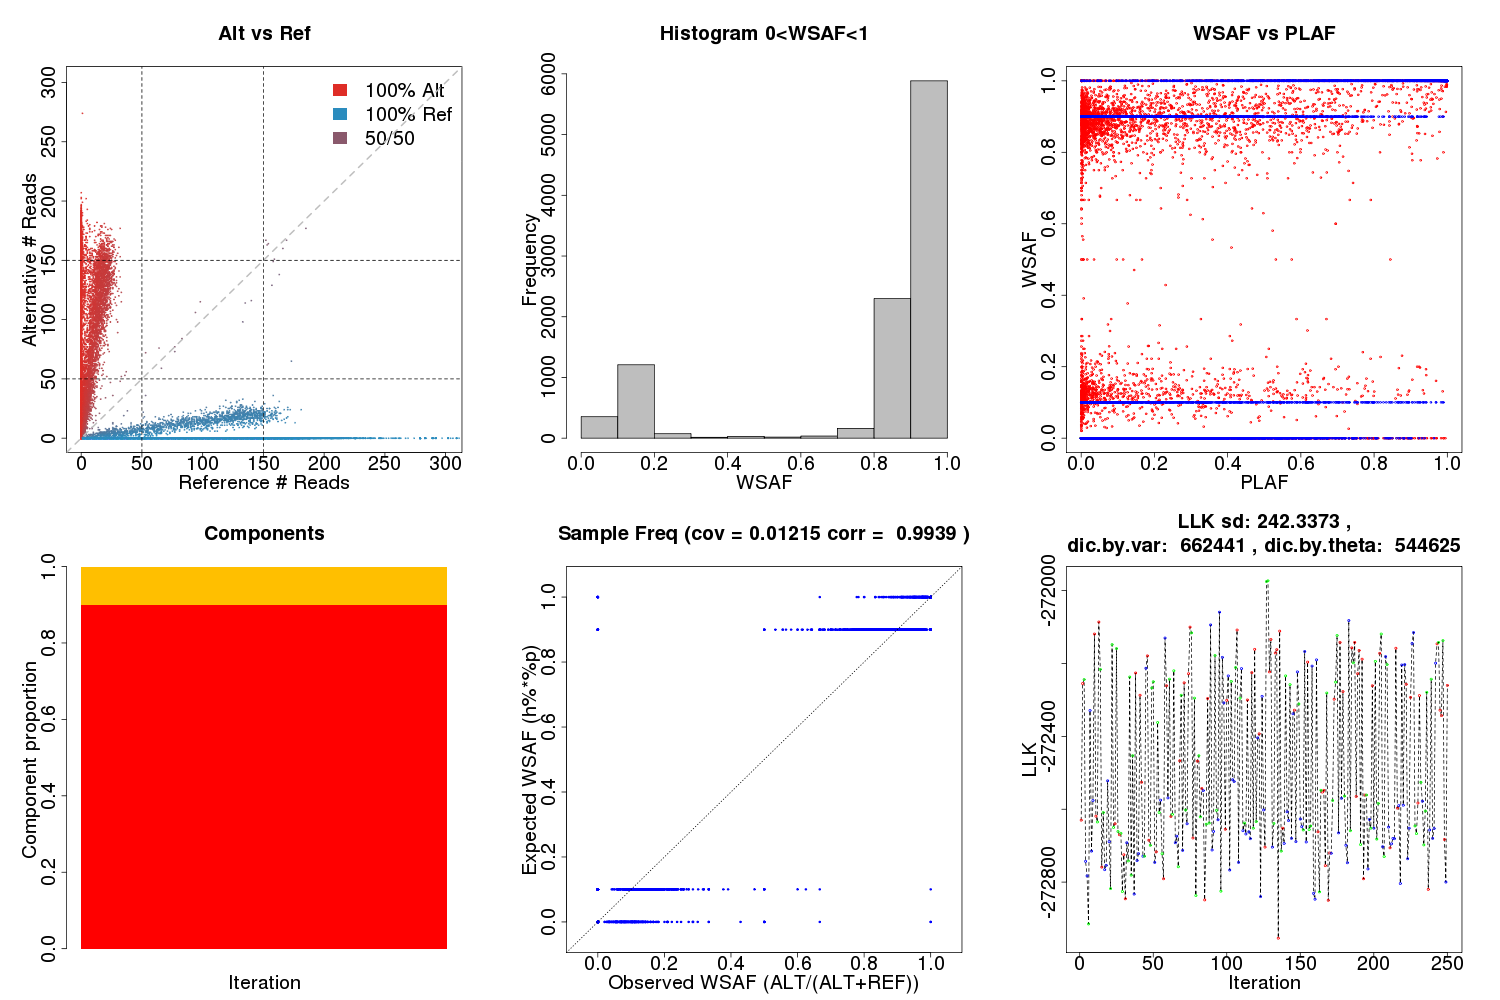 Alt vs Ref
100% Alt
100% Ref
50/50
Alternative # Reads
0 50 100 150 200 250 300
0 50 100 150 200 250 300
Reference # Reads
Histogram 0<WSAF<1
Frequency
0 1000 2000 3000 4000 5000 6000
0.0 0.2 0.4 0.6 0.8 1.0
WSAF
WSAF vs PLAF
WSAF
0.0 0.2 0.4 0.6 0.8 1.0
0.0 0.2 0.4 0.6 0.8 1.0
PLAF
Components
Component proportion
0.0 0.2 0.4 0.6 0.8 1.0
Iteration
Sample Freq (cov = 0.01215 corr = 0.9939 )
Expected WSAF (h%*%p)
0.0 0.2 0.4 0.6 0.8 1.0
0.0 0.2 0.4 0.6 0.8 1.0
Observed WSAF (ALT/(ALT+REF))
LLK sd: 242.3373 ,
dic.by.var: 662441 , dic.by.theta: 544625
LLK
-272800 -272400 -272000
0 50 100 150 200 250
Iteration